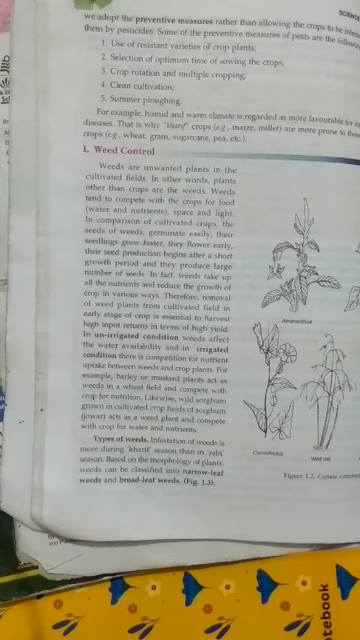 SCIEN
we adopt the preventive measures rather than allowing the crops to be
them by pesticides. Some of the preventive measures of pests are the
1. Use of resistant varieties of crop plants;
2. Selection of optimum time of sowing the crops;
3. Crop rotation and multiple cropping;
4. Clean cultivation;
5. Summer ploughing.
For example, humid and warm climate is regarded as more favourable for
diseases. That is why "kharif" crops (e.g., maize, millet) are more prone to
crops (e.g., wheat, gram, sugarcane, pea, etc.).
I. Weed Control
Weeds are unwanted plants in the
cultivated fields. In other words, plants
other than crops are the weeds. Weeds
tend to compete with the crops for food
(water and nutrients), space and light.
In comparison of cultivated crops, the
seeds of weeds, germinate easily, their
seedlings grow faster, they flower early,
their seed production begins after a short
growth period and they produce large
number of seeds. In fact, weeds take up
all the nutrients and reduce the growth of
crop in various ways. Therefore, removal
of weed plants from cultivated field in
early stage of crop is essential to harvest
high input returns in terms of high yield.
In un-irrigated condition weeds affect
the water availability and in irrigated
condition there is competition for nutrient
uptake between weeds and crop plants. For
example, barley or mustard plants act as
weeds in a wheat field and compete with
crop for nutrition. Likewise, wild sorghum
grown in cultivated crop fields of sorghum
(jowar) acts as a weed plant and compete
with crop for water and nutrients.
Types of weeds. Infestation of weeds is
more during 'kharif' season than in 'rabi'
season. Based on the morphology of plants,
weeds can be classified into narrow-leaf
weeds and broad-leaf weeds. (Fig. 1.3):
Amaranthus
Convolvulus
Wild oat
Figure 1.2. Certain
tebook